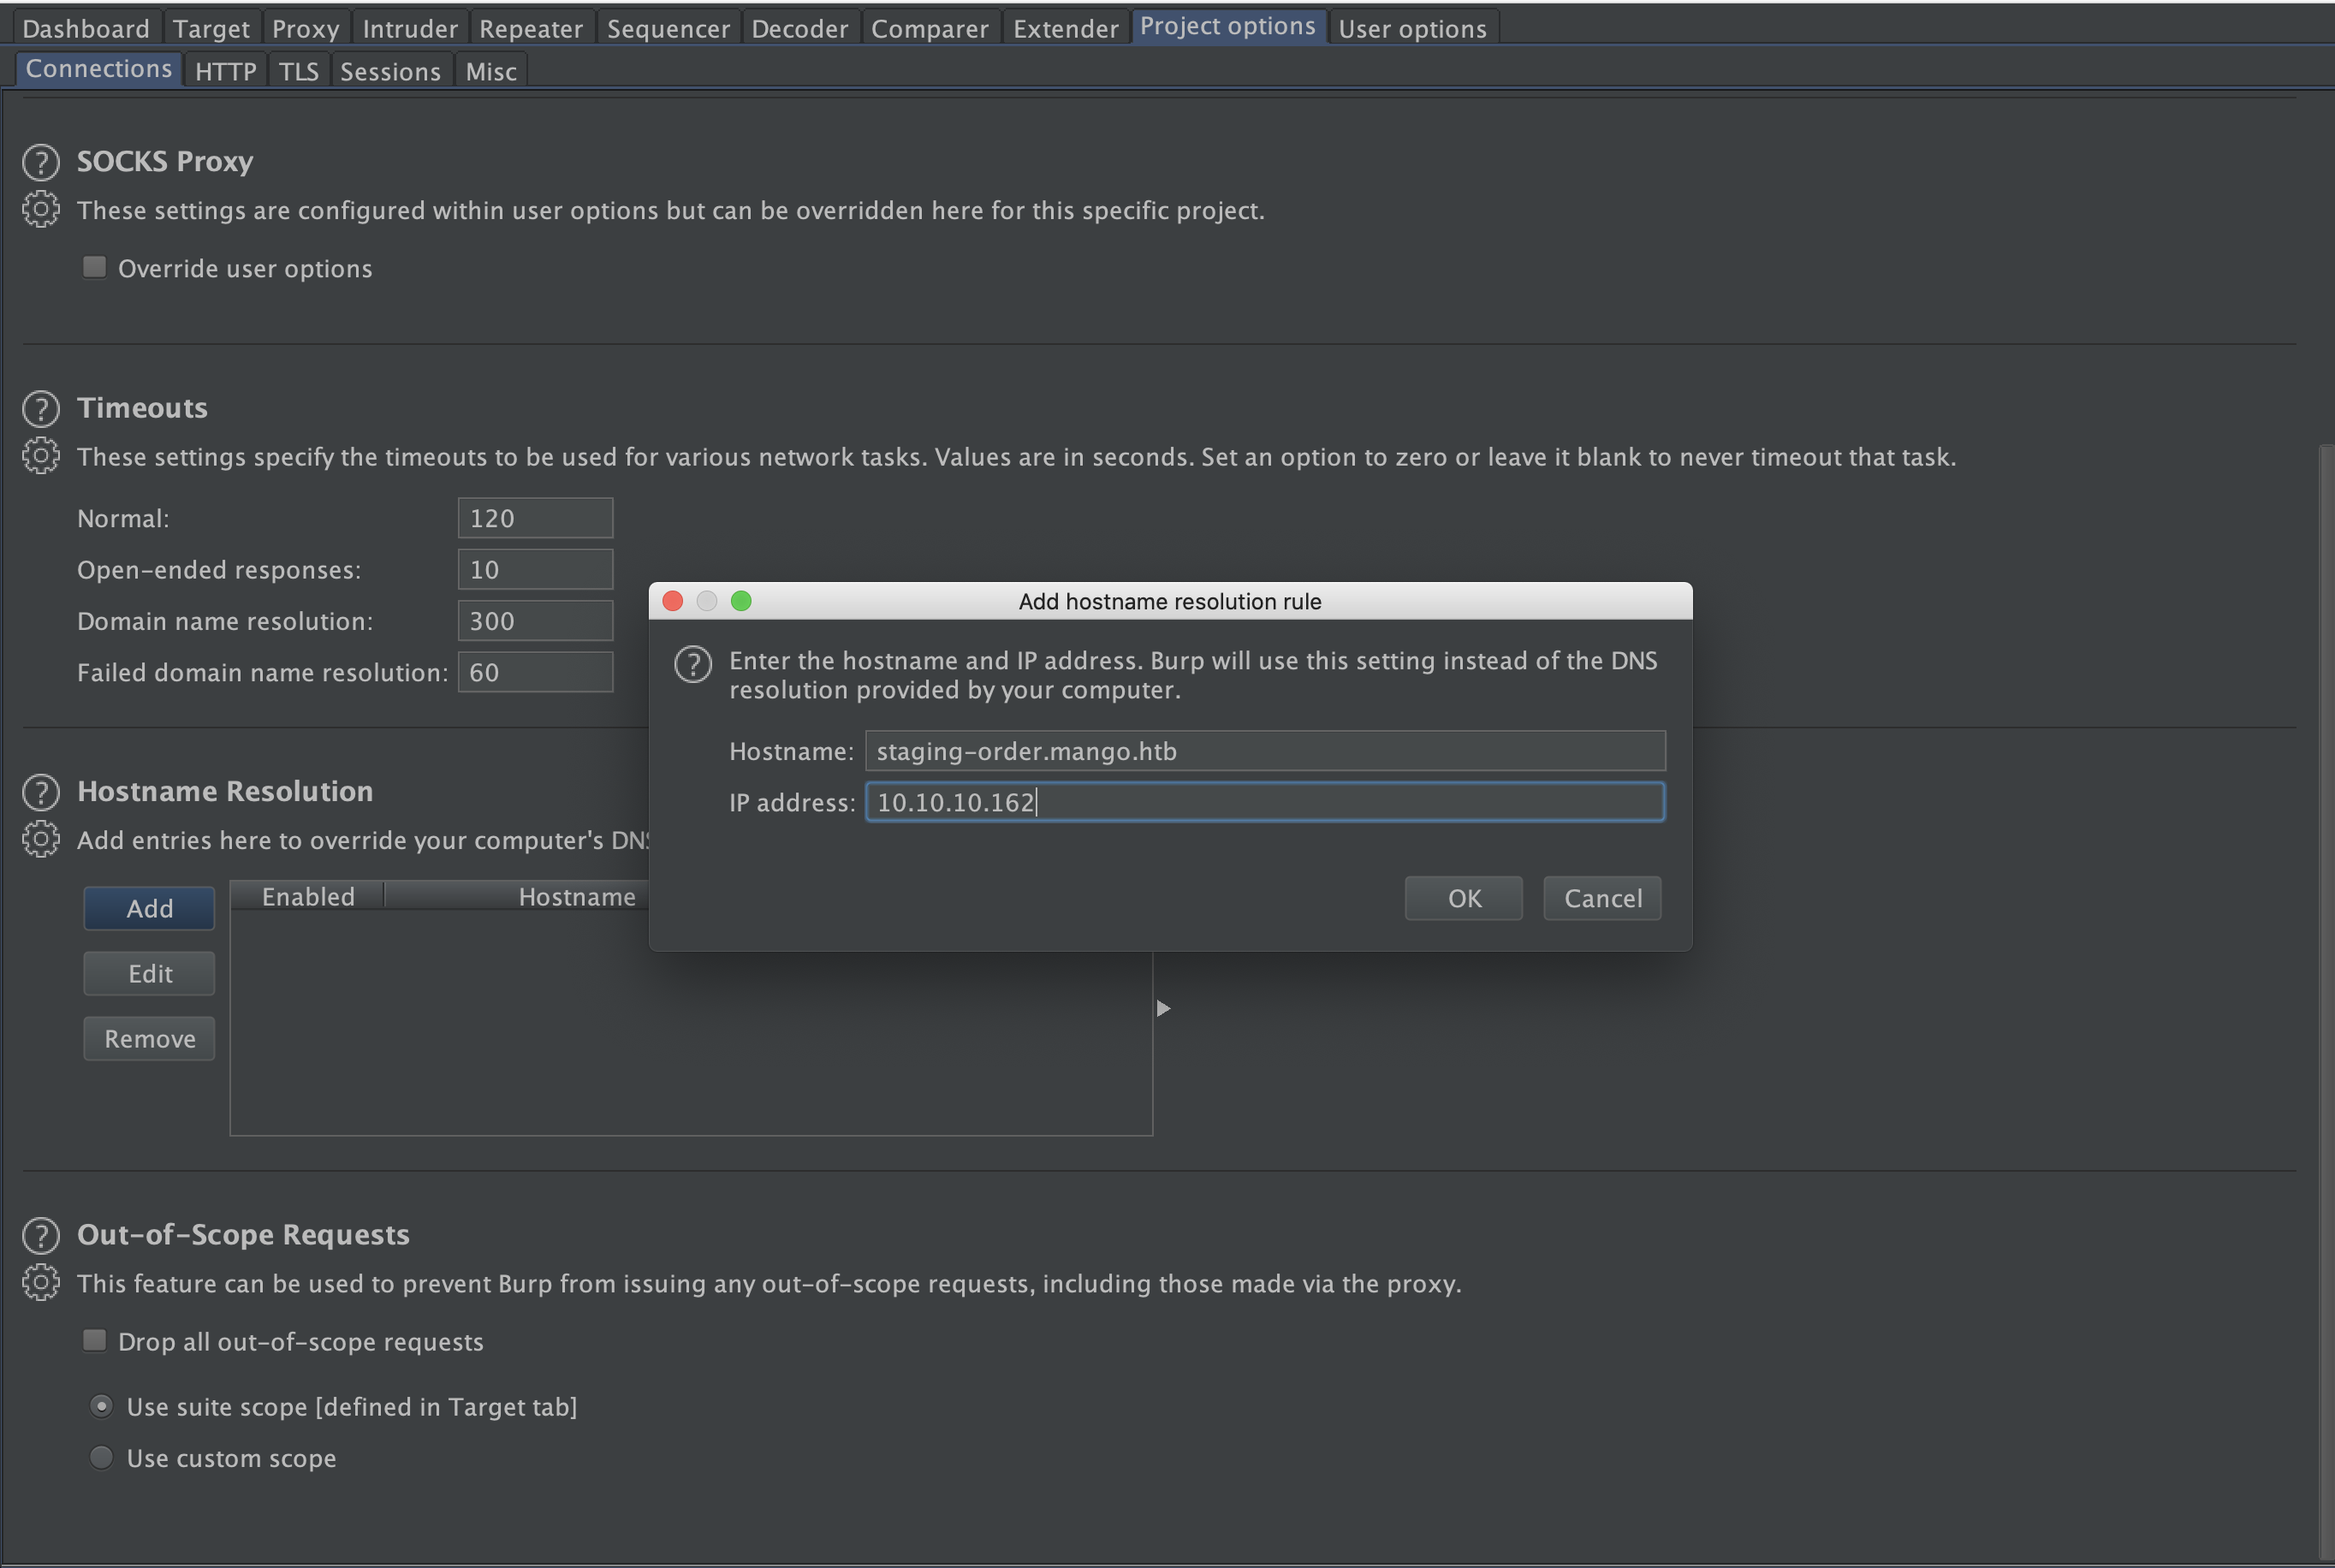 Dashboard Target Proxy Intruder Repeater Sequencer Decoder Comparer Extender Project options User options
Connections HTTP TLS Sessions Misc
? SOCKS Proxy
These settings are configured within user options but can be overridden here for this specific project.
Override user options
? Timeouts
These settings specify the timeouts to be used for various network tasks. Values are in seconds. Set an option to zero or leave it blank to never timeout that task.
Normal: 120
Open-ended responses: 10
Domain name resolution: 300
Failed domain name resolution: 60
? Hostname Resolution
Add entries here to override your computer's DNS
Add
Enabled Hostname
Edit
Remove
Add hostname resolution rule
? Enter the hostname and IP address. Burp will use this setting instead of the DNS
resolution provided by your computer.
Hostname: staging-order.mango.htb
IP address: 10.10.10.162
OK Cancel
? Out-of-Scope Requests
This feature can be used to prevent Burp from issuing any out-of-scope requests, including those made via the proxy.
Drop all out-of-scope requests
Use suite scope [defined in Target tab]
Use custom scope